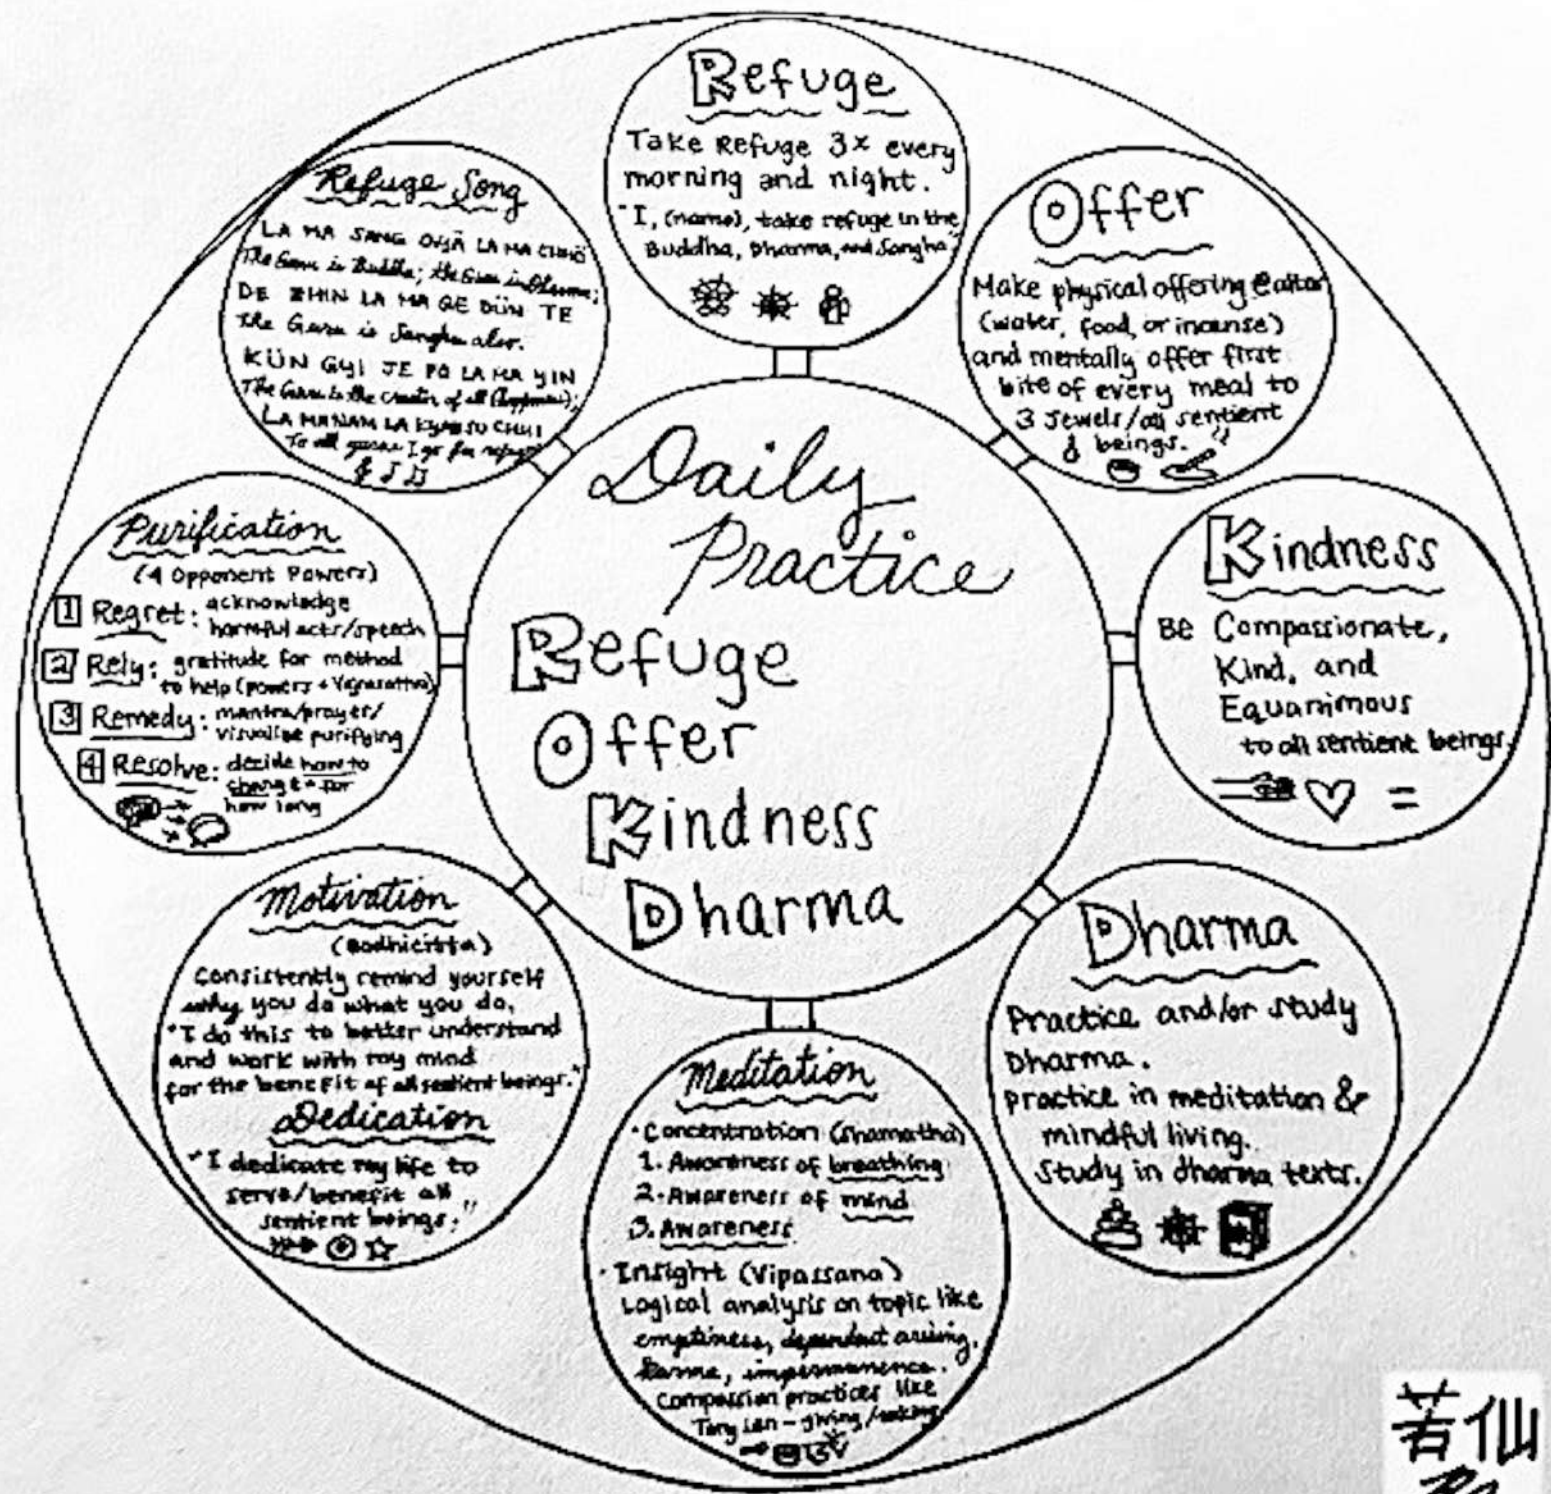 Daily
Practice
Refuge
Offer
Kindness
Dharma
Refuge
Take Refuge 3x every
morning and night.
"I, (name), take refuge in the
Buddha, Dharma, and Sangha"
Offer
Make physical offering @ altar
(water, food, or incense)
and mentally offer first
bite of every meal to
3 Jewels/all sentient
beings.
Kindness
Be Compassionate,
Kind, and
Equanimous
to all sentient beings.
=
Dharma
Practice and/or study
Dharma.
practice in meditation &
mindful living.
Study in dharma texts.
Meditation
• Concentration (Shamatha)
1. Awareness of breathing
2. Awareness of mind
3. Awareness
• Insight (Vipassana)
Logical analysis on topic like
emptiness, dependent arising,
karma, impermanence.
Compassion practices like
Tong Len - giving/taking
Motivation
(Bodhicitta)
Consistently remind yourself
why you do what you do.
"I do this to better understand
and work with my mind
for the benefit of all sentient beings."
Dedication
"I dedicate my life to
serve/benefit all
sentient beings."
Purification
(4 Opponent Powers)
1 Regret: acknowledge
harmful acts/speech
2 Rely: gratitude for method
to help (powers +
3 Remedy: mantra/prayer/
visualize purifying
4 Resolve: decide how to
change + for
how long
Refuge Song
LA MA SANG GYÄ LA MA CHHÖ
The Guru is Buddha; the Guru is Dharma;
DE ZHIN LA MA GE DÜN TE
The Guru is Sangha also.
KÜN GYI JE PO LA MA YIN
The Guru is the creator of all (happiness);
LA MA NAM LA KYAB SU CHHI
To all gurus I go for refuge
若仙